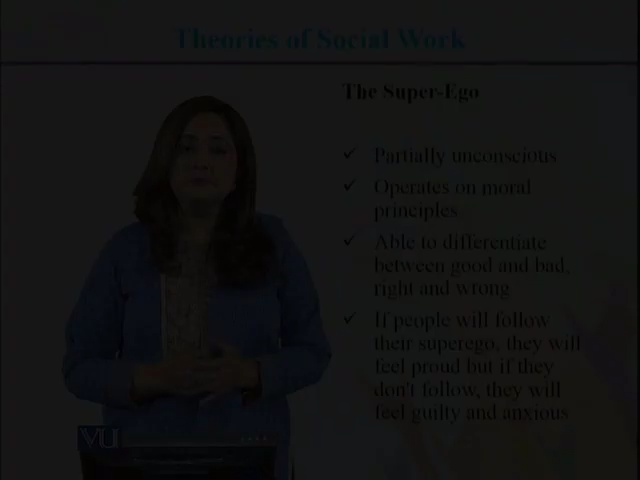 Theories of Social Work
The Super-Ego
✓ Partially unconscious
✓ Operates on moral
principles
✓ Able to differentiate
between good and bad,
right and wrong
✓ If people will follow
their superego, they will
feel proud but if they
don't follow, they will
feel guilty and anxious
VU